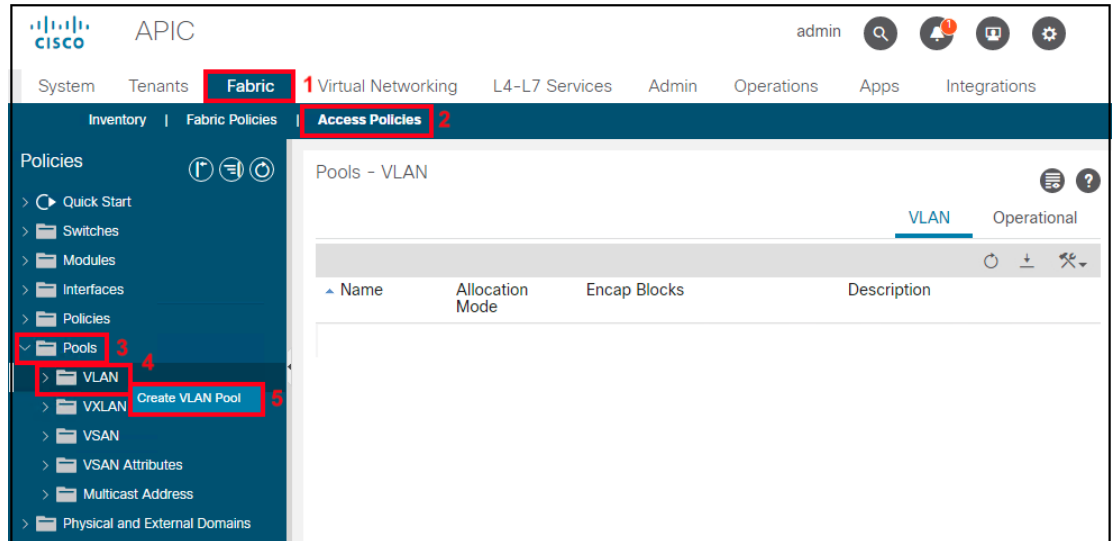 CISCO APIC admin 1
System Tenants Fabric 1 Virtual Networking L4-L7 Services Admin Operations Apps Integrations
Inventory | Fabric Policies | Access Policies 2
Policies
Quick Start
Switches
Modules
Interfaces
Policies
Pools 3
VLAN 4
Create VLAN Pool 5
VXLAN
VSAN
VSAN Attributes
Multicast Address
Physical and External Domains
Pools - VLAN
?
VLAN Operational
Name Allocation Mode Encap Blocks Description